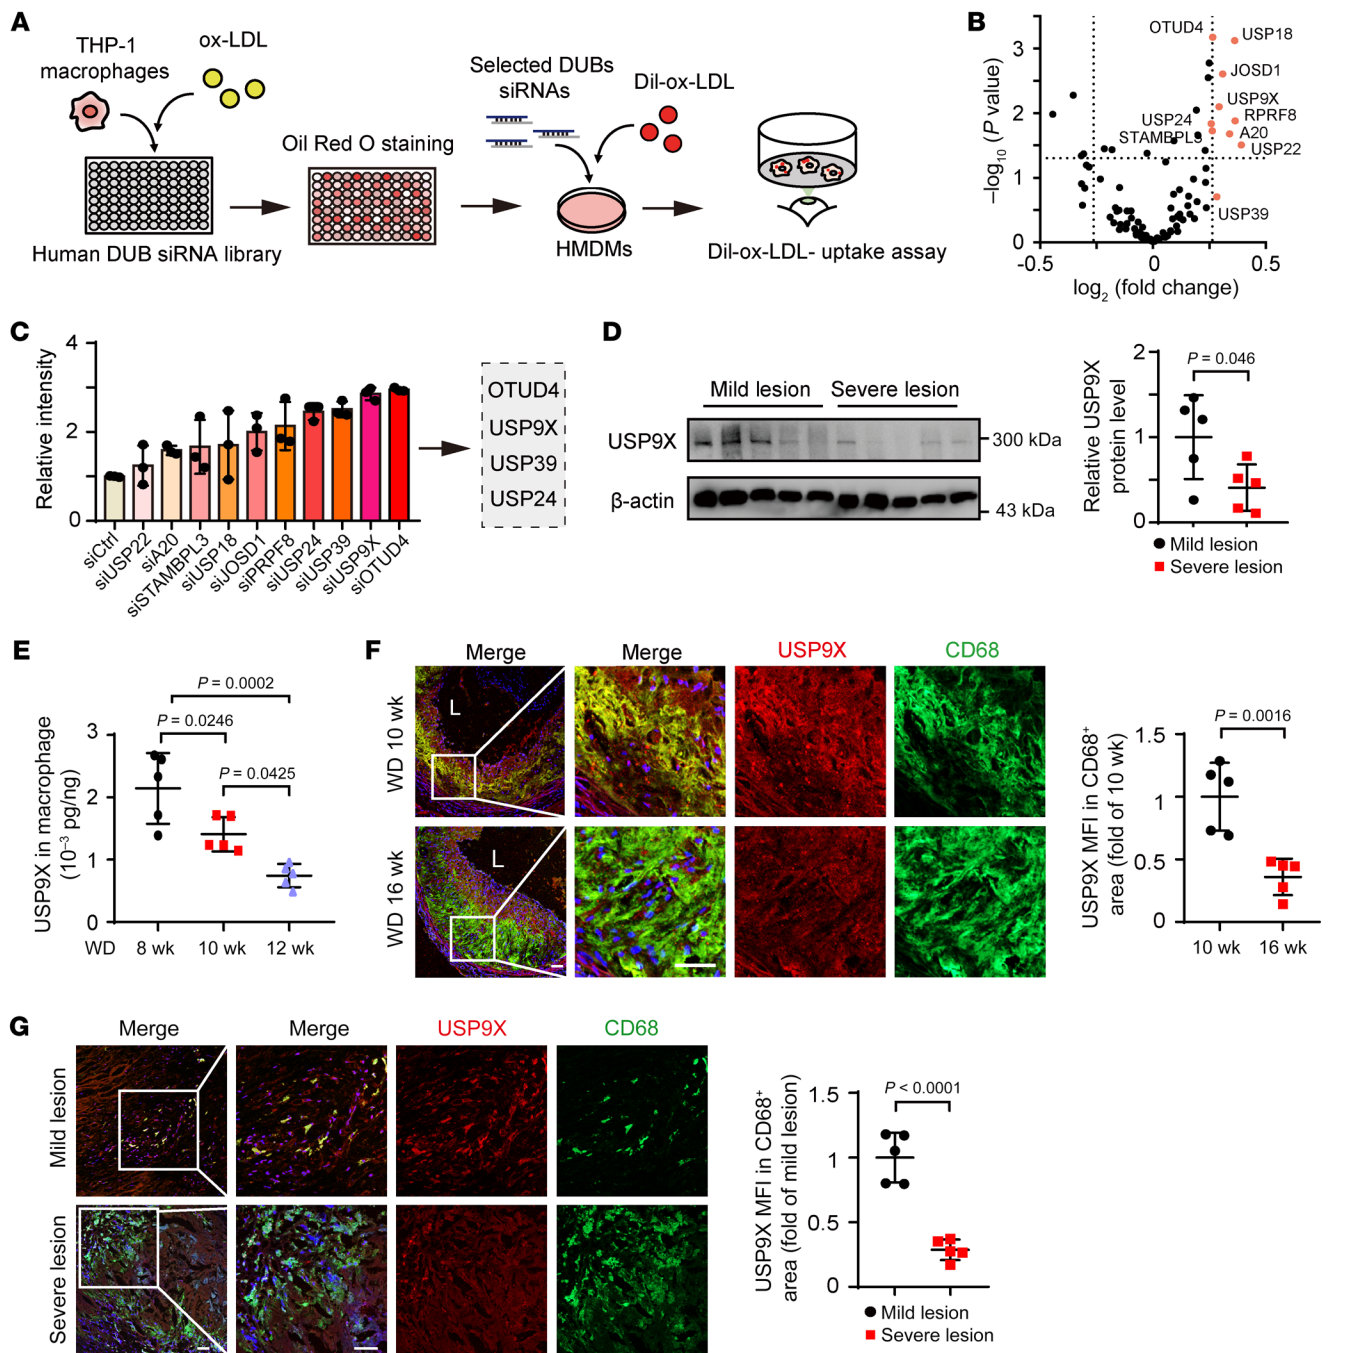 A
THP-1
macrophages
ox-LDL
Human DUB siRNA library
Oil Red O staining
Selected DUBs
siRNAs
Dil-ox-LDL
HMDMs
Dil-ox-LDL- uptake assay
B
–log10 (P value)
3
2
1
0
-0.5
0
0.5
log2 (fold change)
OTUD4
USP18
JOSD1
USP9X
USP24
RPRF8
STAMBPL3
A20
USP22
USP39
C
Relative intensity
4
2
0
siCtrl
siUSP22
siA20
siSTAMBPL3
siUSP18
siJOSD1
siPRPF8
siUSP24
siUSP39
siUSP9X
siOTUD4
OTUD4
USP9X
USP39
USP24
D
Mild lesion
Severe lesion
USP9X
300 kDa
β-actin
43 kDa
Relative USP9X
protein level
2
1
0
P = 0.046
Mild lesion
Severe lesion
E
USP9X in macrophage
(10–3 pg/ng)
3
2
1
0
P = 0.0002
P = 0.0246
P = 0.0425
WD
8 wk
10 wk
12 wk
F
Merge
Merge
USP9X
CD68
WD 10 wk
L
WD 16 wk
L
USP9X MFI in CD68+
area (fold of 10 wk)
1.5
1
0.5
0
P = 0.0016
10 wk
16 wk
G
Merge
Merge
USP9X
CD68
Mild lesion
Severe lesion
USP9X MFI in CD68+
area (fold of mild lesion)
1.5
1
0.5
0
P < 0.0001
Mild lesion
Severe lesion